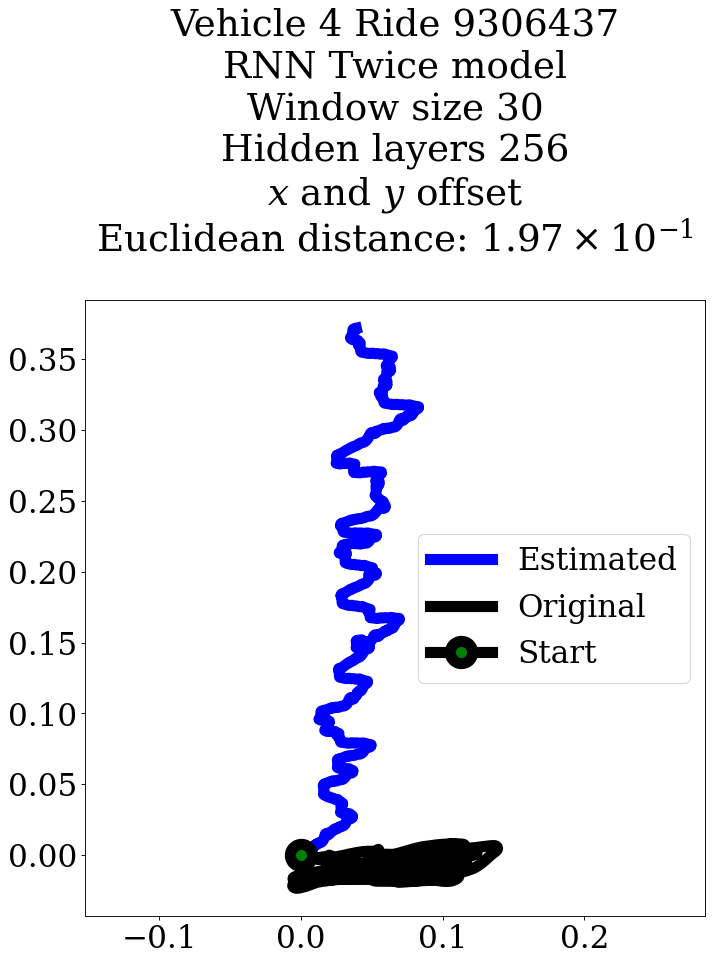 Vehicle 4 Ride 9306437
RNN Twice model
Window size 30
Hidden layers 256
x and y offset
Euclidean distance: 1.97 × 10⁻¹
0.35
0.30
0.25
0.20
0.15
0.10
0.05
0.00
Estimated
Original
Start
−0.1
0.0
0.1
0.2